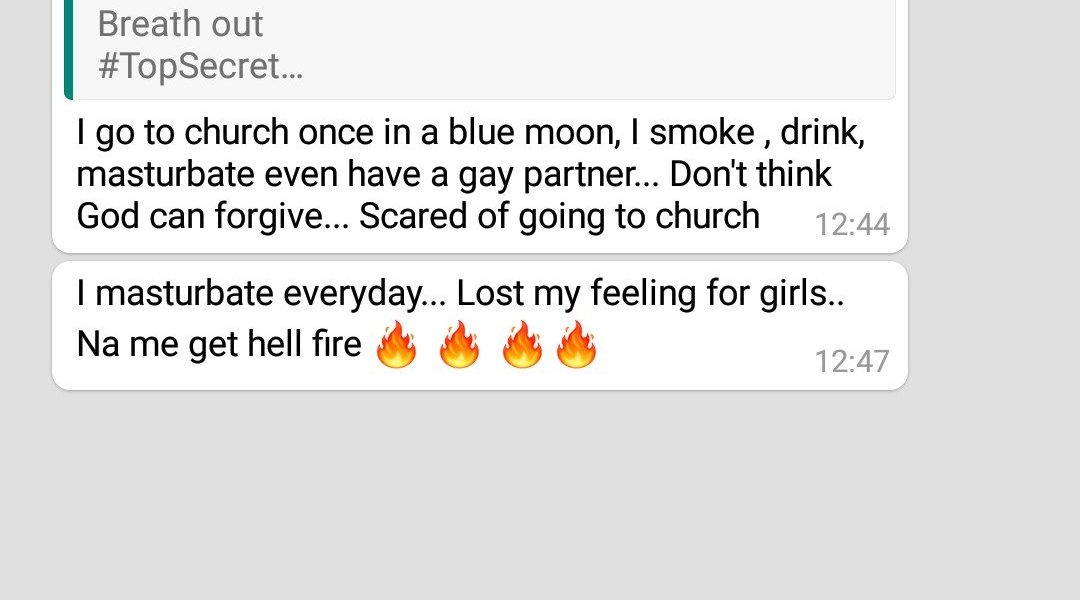 Breath out
#TopSecret…
I go to church once in a blue moon, I smoke , drink,
masturbate even have a gay partner... Don't think
God can forgive... Scared of going to church
12:44
I masturbate everyday... Lost my feeling for girls..
Na me get hell fire 🔥 🔥 🔥 🔥
12:47